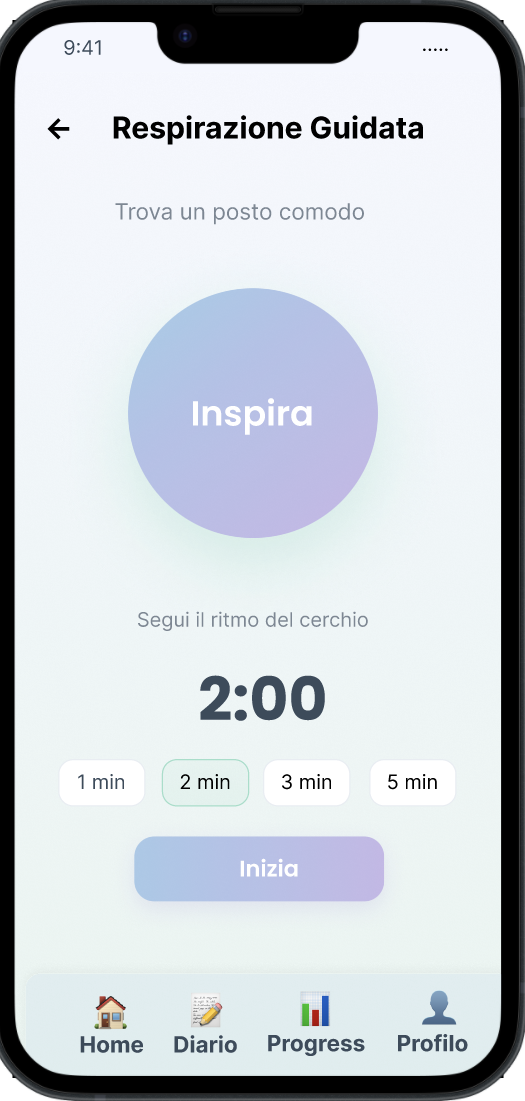 9:41
.....
← Respirazione Guidata
Trova un posto comodo
Inspira
Segui il ritmo del cerchio
2:00
1 min 2 min 3 min 5 min
Inizia
Home Diario Progress Profilo